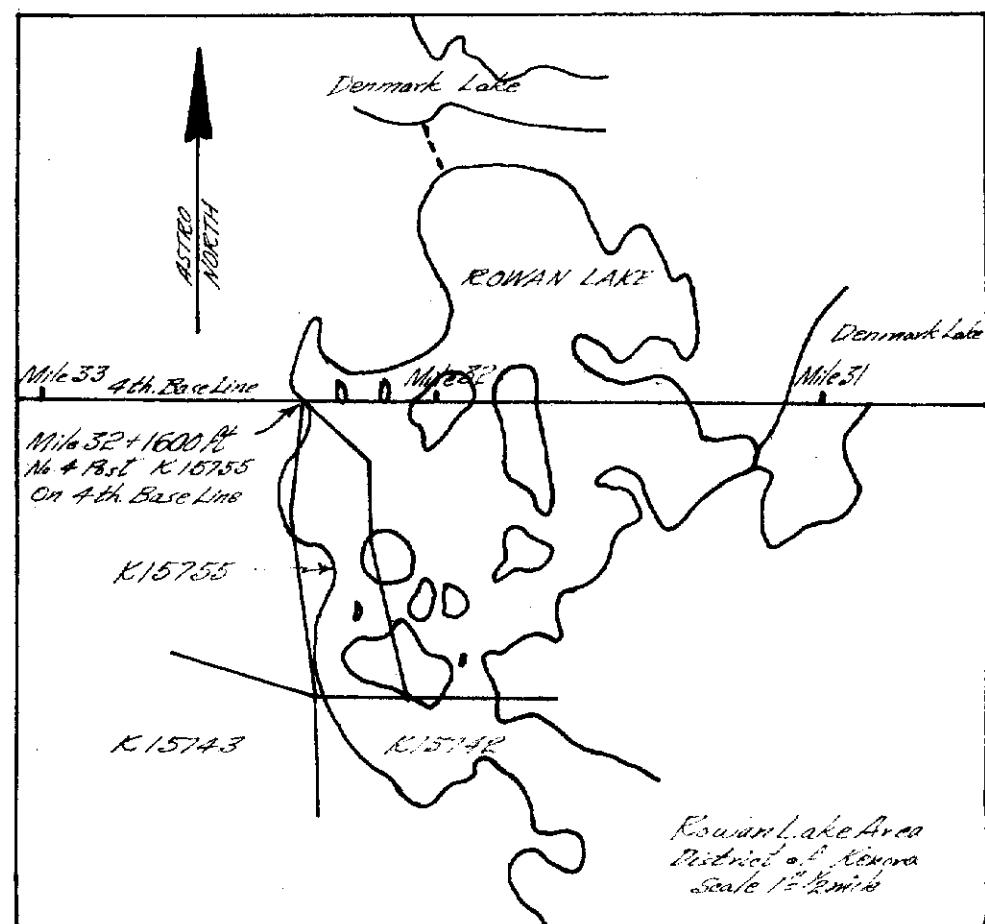 Denmark Lake
ASTRO
NORTH
ROWAN LAKE
Denmark Lake
Mile 33
4th. Base Line
Mile 32
Mile 31
Mile 32 + 1600 ft
No 4 Post K 15755
On 4th. Base Line
K15755
K 15743
K15742
Rowan Lake Area
District of Kenora
Scale 1"=1/2 mile